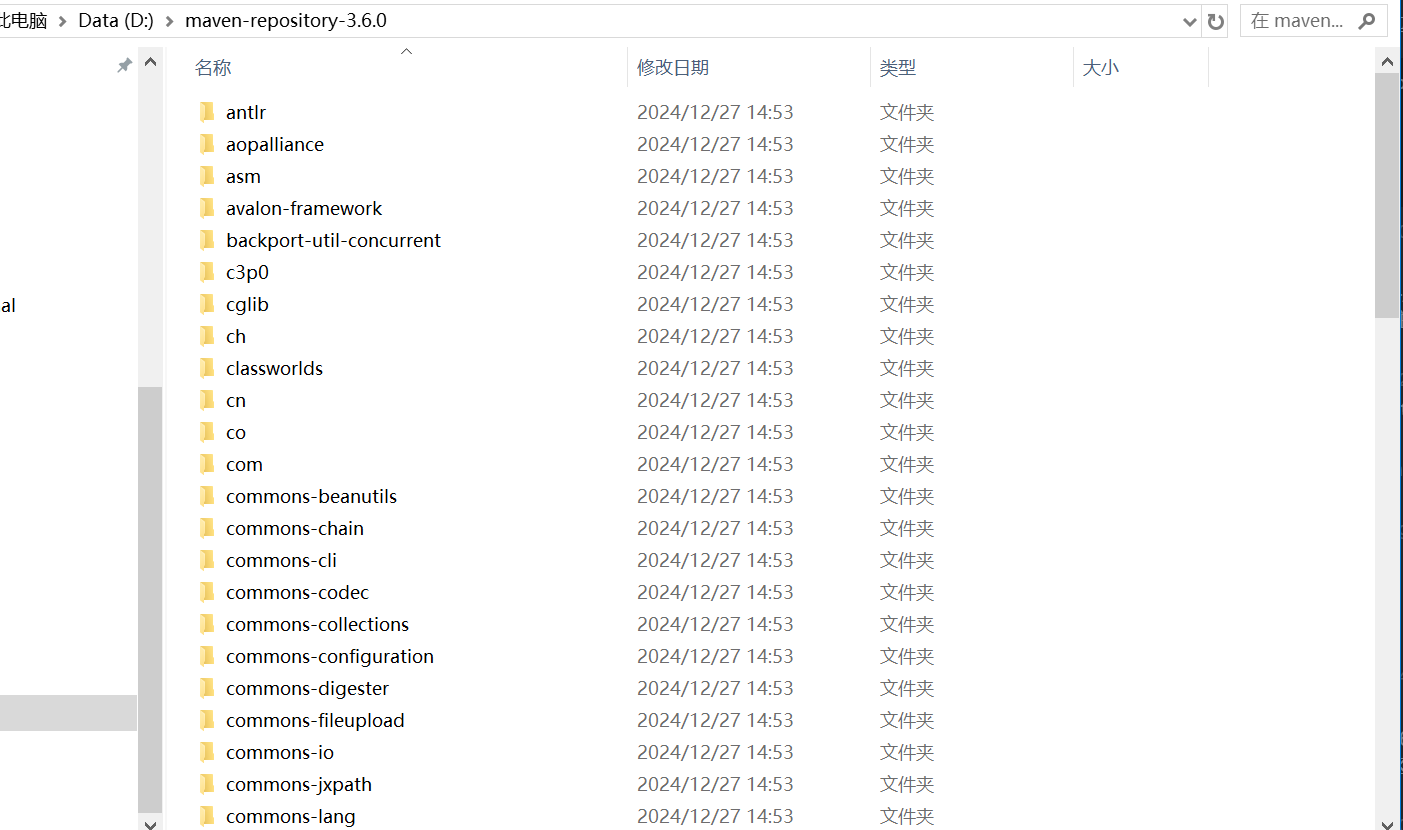 此电脑 > Data (D:) > maven-repository-3.6.0 在 maven...
al
名称 修改日期 类型 大小
antlr 2024/12/27 14:53 文件夹
aopalliance 2024/12/27 14:53 文件夹
asm 2024/12/27 14:53 文件夹
avalon-framework 2024/12/27 14:53 文件夹
backport-util-concurrent 2024/12/27 14:53 文件夹
c3p0 2024/12/27 14:53 文件夹
cglib 2024/12/27 14:53 文件夹
ch 2024/12/27 14:53 文件夹
classworlds 2024/12/27 14:53 文件夹
cn 2024/12/27 14:53 文件夹
co 2024/12/27 14:53 文件夹
com 2024/12/27 14:53 文件夹
commons-beanutils 2024/12/27 14:53 文件夹
commons-chain 2024/12/27 14:53 文件夹
commons-cli 2024/12/27 14:53 文件夹
commons-codec 2024/12/27 14:53 文件夹
commons-collections 2024/12/27 14:53 文件夹
commons-configuration 2024/12/27 14:53 文件夹
commons-digester 2024/12/27 14:53 文件夹
commons-fileupload 2024/12/27 14:53 文件夹
commons-io 2024/12/27 14:53 文件夹
commons-jxpath 2024/12/27 14:53 文件夹
commons-lang 2024/12/27 14:53 文件夹